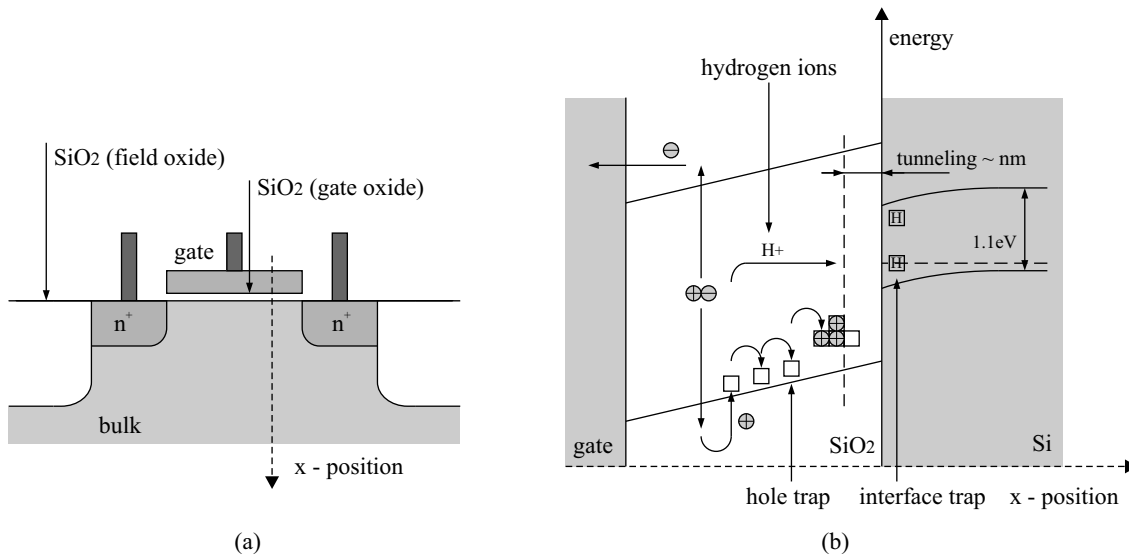 SiO2 (field oxide)
SiO2 (gate oxide)
gate
n+
n+
bulk
x - position
(a)
energy
hydrogen ions
tunneling ~ nm
H
1.1eV
H+
H
gate
SiO2
Si
hole trap
interface trap
x - position
(b)